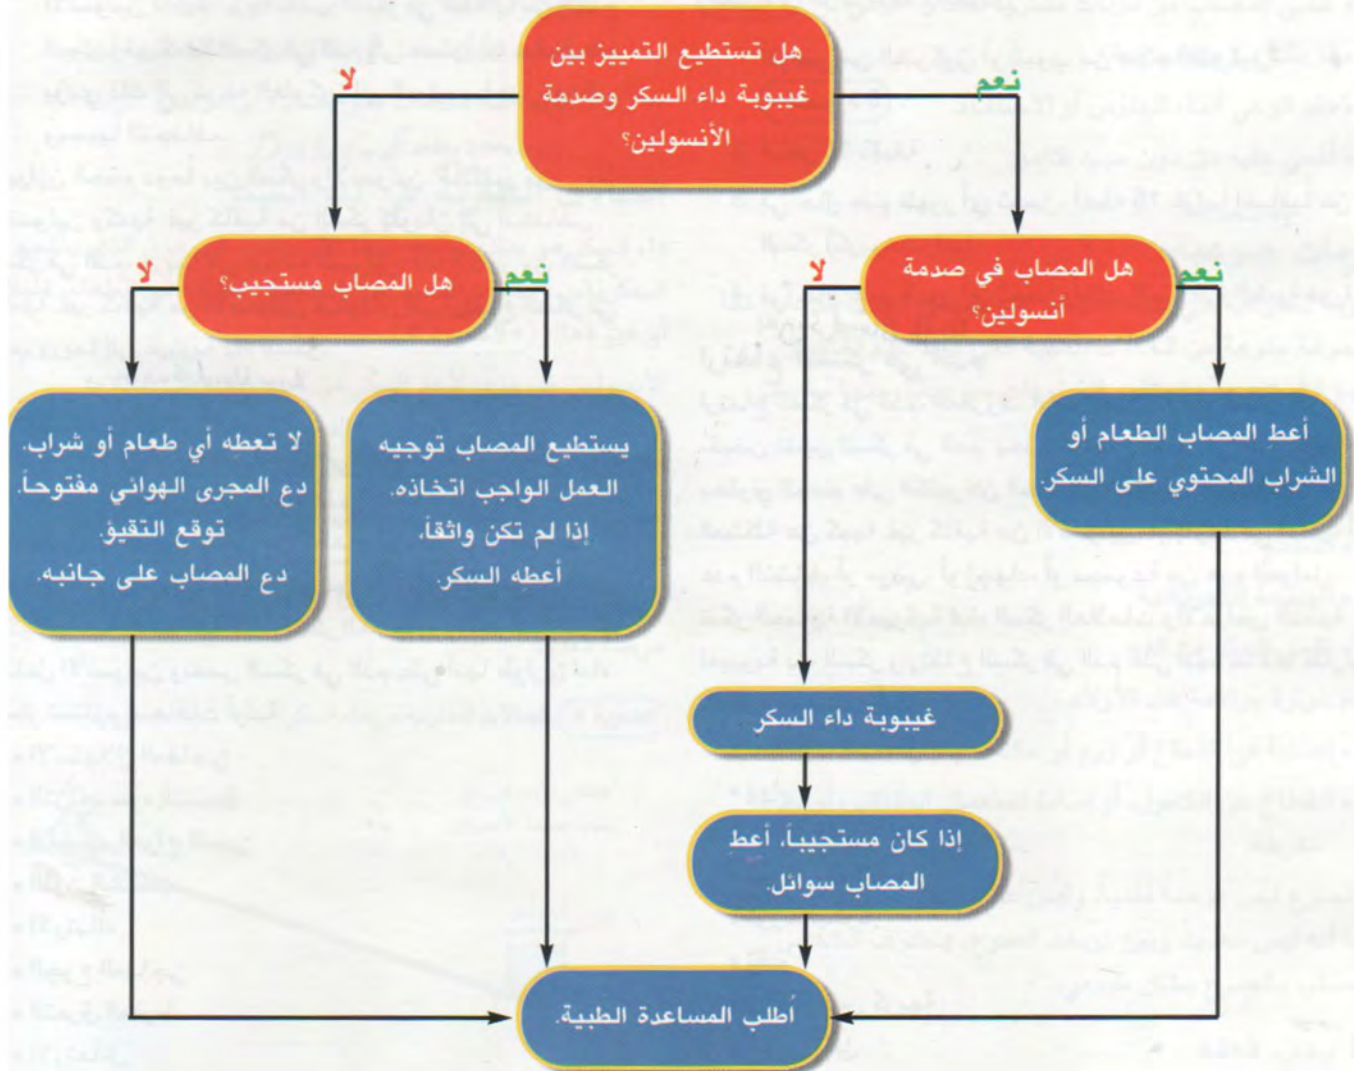 هل تستطيع التمييز بين
غيبوبة داء السكر وصدمة
الأنسولين؟
نعم
لا
هل المصاب في صدمة
أنسولين؟
نعم
لا
هل المصاب مستجيب؟
نعم
لا
أعطِ المصاب الطعام أو
الشراب المحتوي على السكر.
يستطيع المصاب توجيه
العمل الواجب اتخاذه.
إذا لم تكن واثقاً،
أعطه السكر.
لا تعطه أي طعام أو شراب.
دع المجرى الهوائي مفتوحاً.
توقع التقيؤ.
دع المصاب على جانبه.
غيبوبة داء السكر
إذا كان مستجيباً، أعطِ
المصاب سوائل.
أطلب المساعدة الطبية.